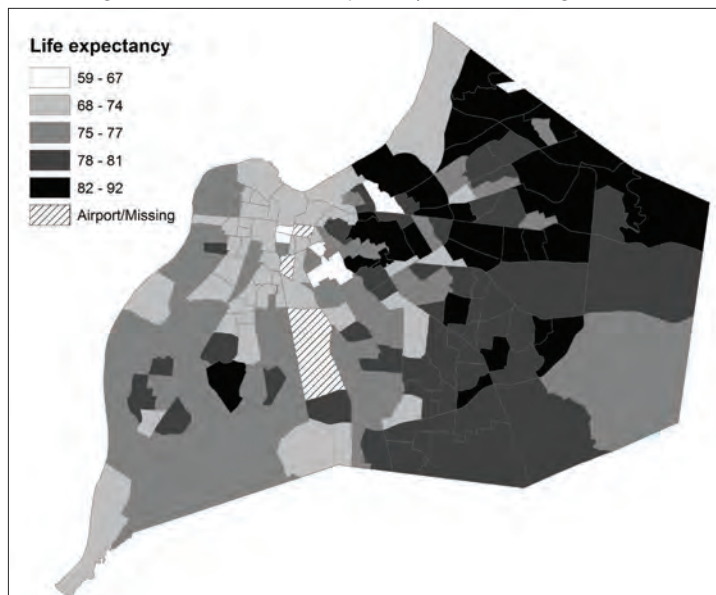 Life expectancy
59 - 67
68 - 74
75 - 77
78 - 81
82 - 92
Airport/Missing